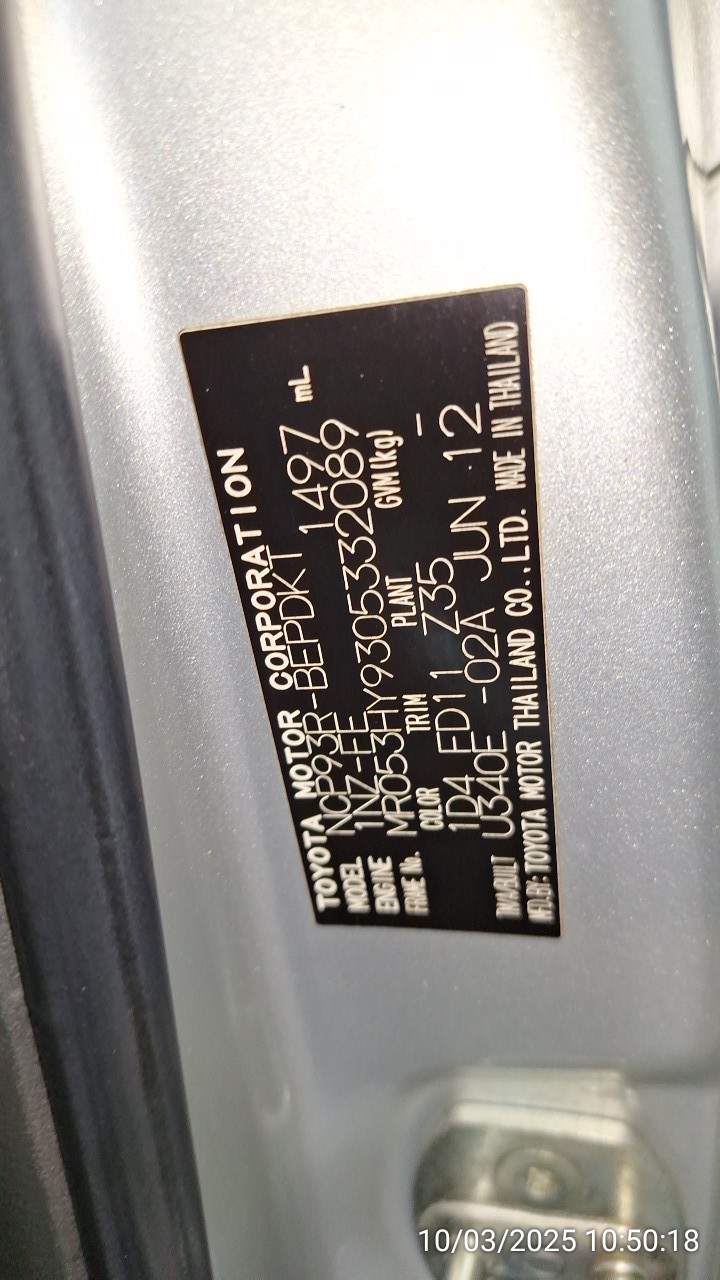 TOYOTA MOTOR CORPORATION
MODEL NCP93R-BEPDKT 1497 mL
ENGINE 1NZ-FE
FRAME No. MR053HY9305332089
COLOR TRIM PLANT GVM(kg)
1D4 FD11 Z35 -
T/M/A/BUILT U340E -02A JUN 12
MFD.BY: TOYOTA MOTOR THAILAND CO.,LTD. MADE IN THAILAND
10/03/2025 10:50:18